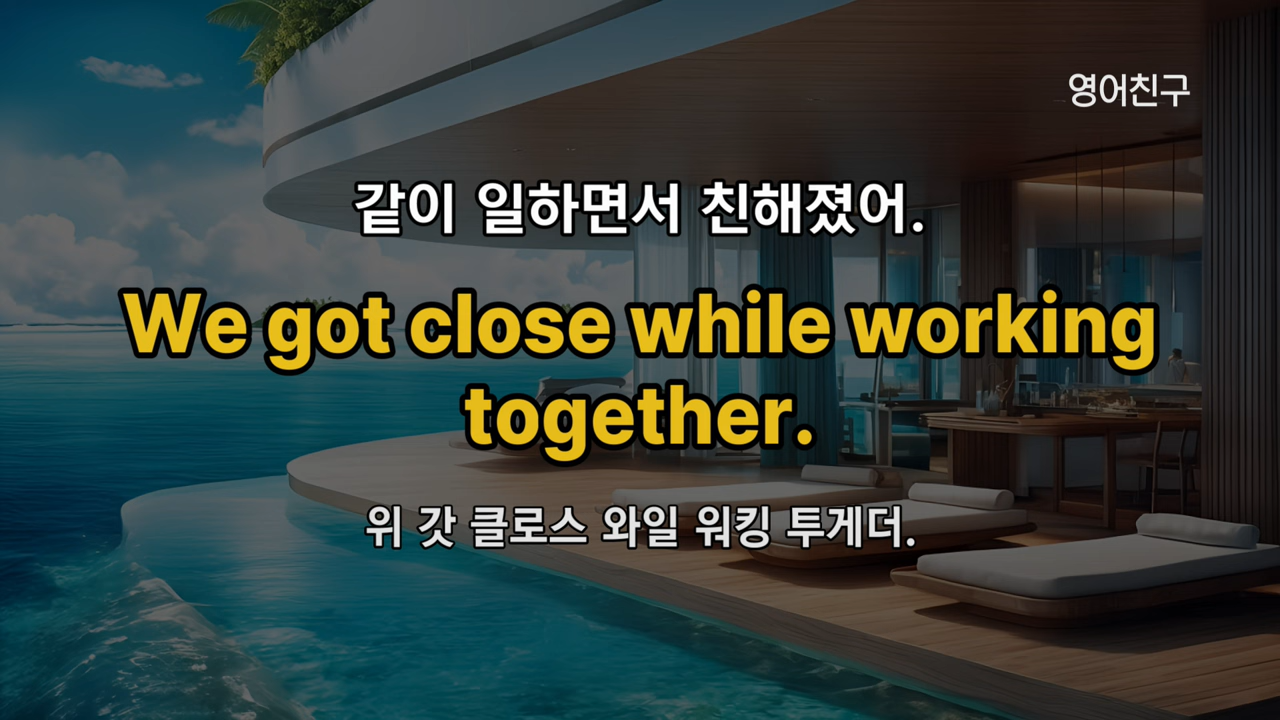 영어친구
같이 일하면서 친해졌어.
We got close while working
together.
위 갓 클로스 와일 워킹 투게더.